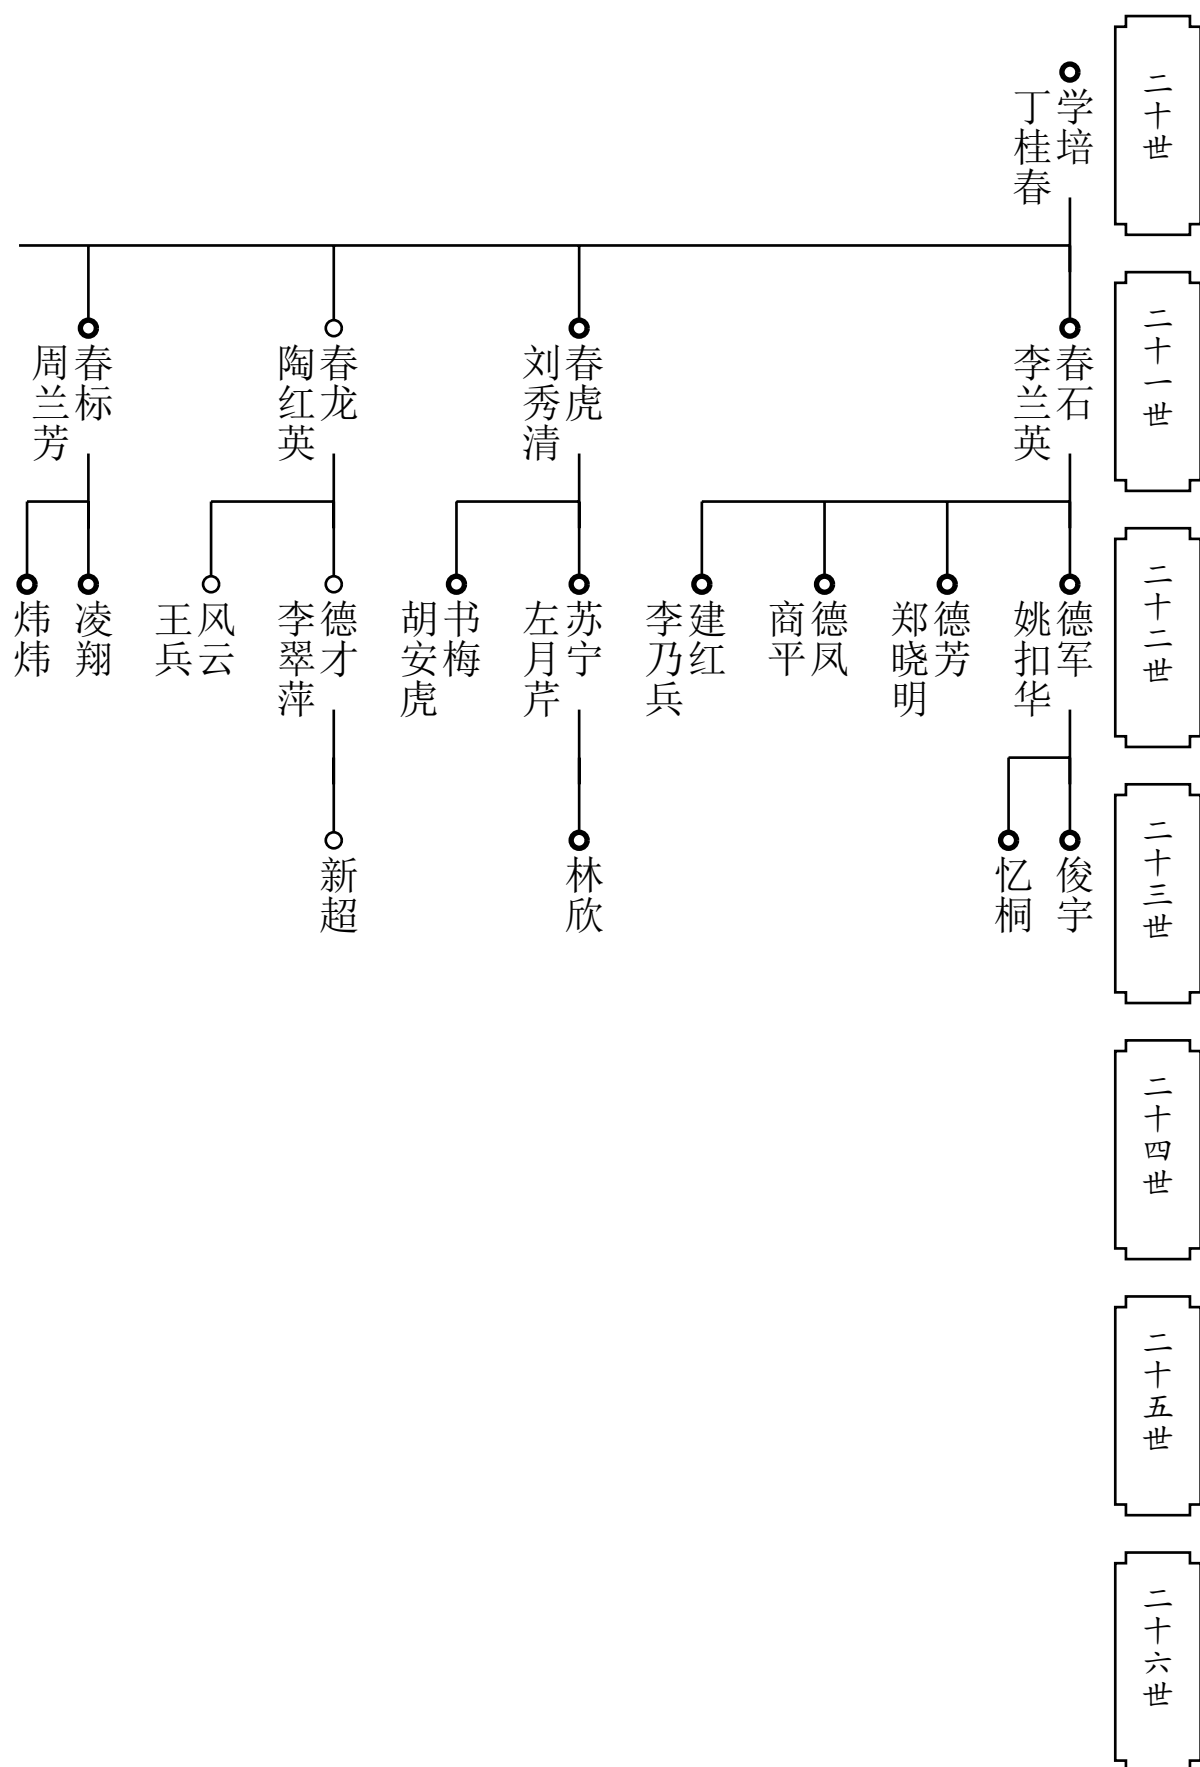 二十世
学培
丁桂春
二十一世
春石
李兰英
春虎
刘秀清
春龙
陶红英
春标
周兰芳
二十二世
德军
姚扣华
德芳
郑晓明
德凤
商平
建红
李乃兵
苏宁
左月芹
书梅
胡安虎
德才
李翠萍
风云
王兵
凌翔
炜炜
二十三世
俊宇
忆桐
林欣
新超
二十四世
二十五世
二十六世